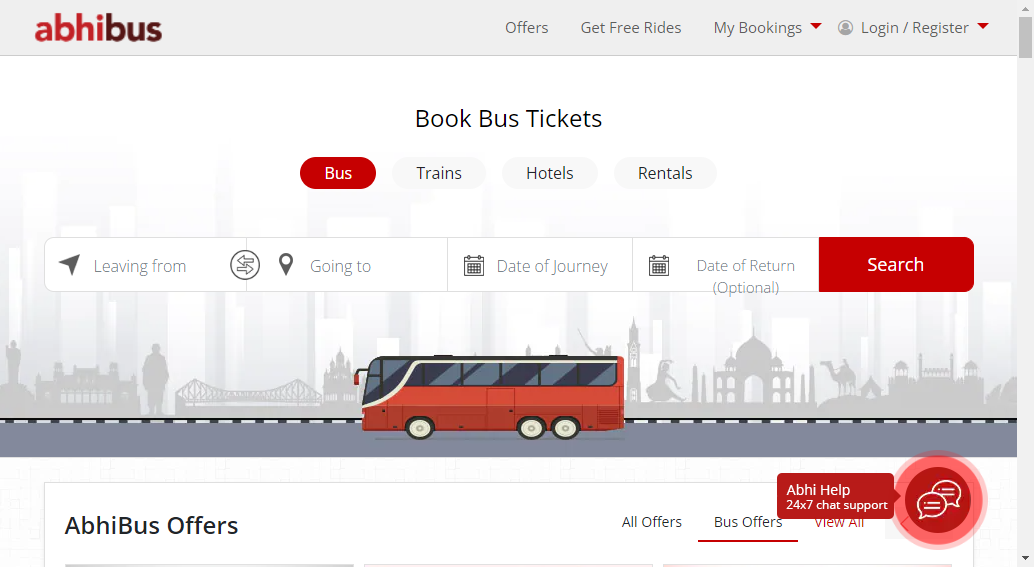 abhibus
Offers
Get Free Rides
My Bookings
Login / Register
Book Bus Tickets
Bus
Trains
Hotels
Rentals
Leaving from
Going to
Date of Journey
Date of Return
(Optional)
Search
Abhi Help
24x7 chat support
AbhiBus Offers
All Offers
Bus Offers
View All